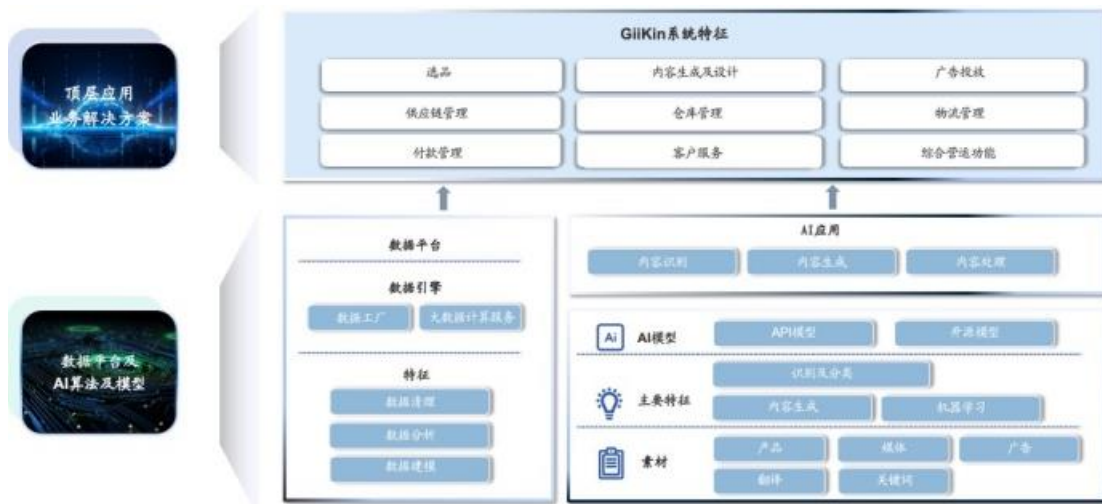 GiiKin系统特征
顶层应用
业务解决方案
选品
内容生成及设计
广告投放
供应链管理
仓库管理
物流管理
付款管理
客户服务
综合营运功能
数据平台及
AI算法及模型
数据平台
数据引擎
数据工厂
大数据计算服务
特征
数据清理
数据分析
数据建模
AI应用
内容识别
内容生成
内容处理
Ai
AI模型
API模型
开源模型
主要特征
识别及分类
内容生成
机器学习
素材
产品
媒体
广告
翻译
关键词